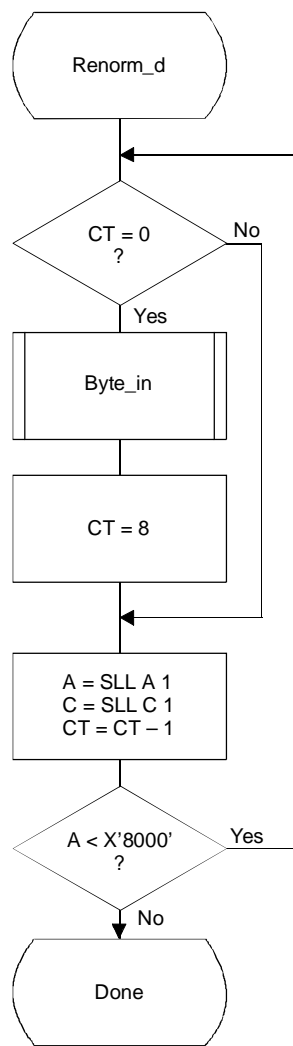 Renorm_d
CT = 0
?
No
Yes
Byte_in
CT = 8
A = SLL A 1
C = SLL C 1
CT = CT – 1
A < X'8000'
?
Yes
No
Done